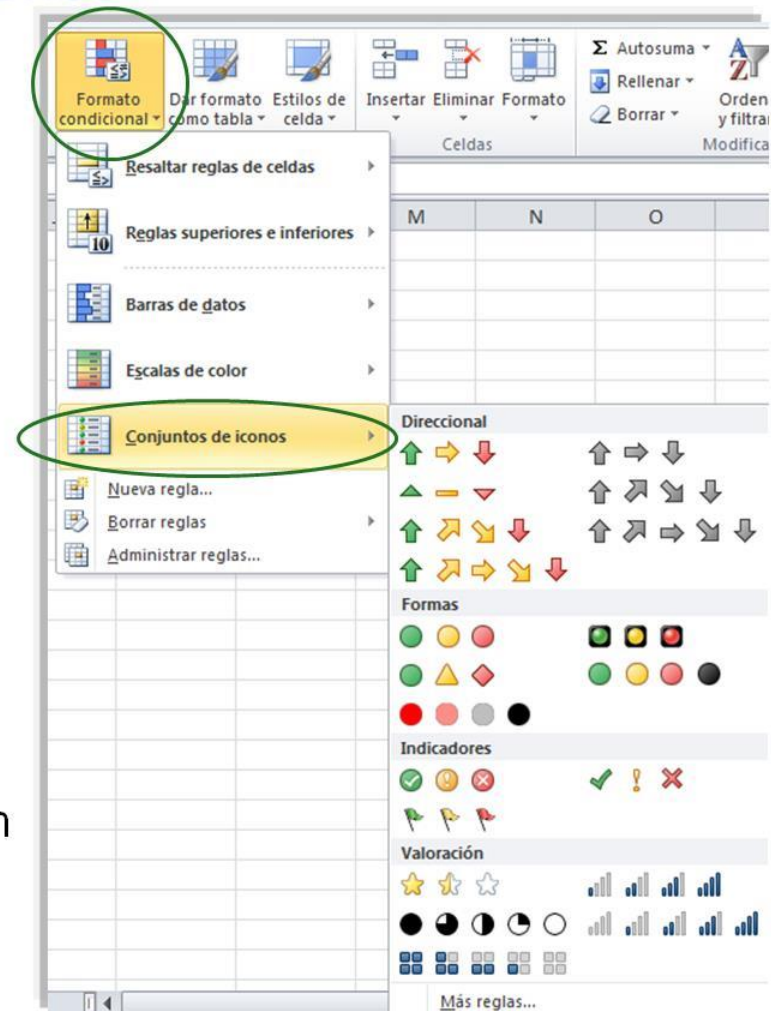 Formato
condicional
Dar formato
como tabla
Estilos de
celda
Insertar Eliminar Formato
Σ Autosuma
Rellenar
Borrar
Orden
y filtra
Celdas
Modifica
Resaltar reglas de celdas
Reglas superiores e inferiores
Barras de datos
Escalas de color
Conjuntos de iconos
Nueva regla...
Borrar reglas
Administrar reglas...
M N O
Direccional
Formas
Indicadores
Valoración
Más reglas...
n